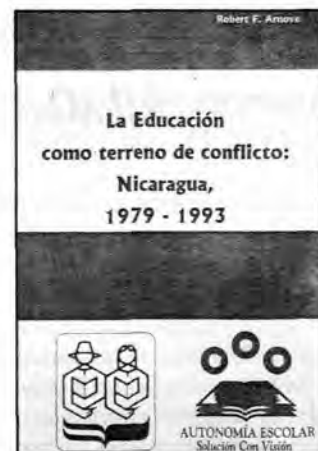 Robert F. Arnove
La Educación
como terreno de conflicto:
Nicaragua,
1979 - 1993
AUTONOMÍA ESCOLAR
Solución Con Visión